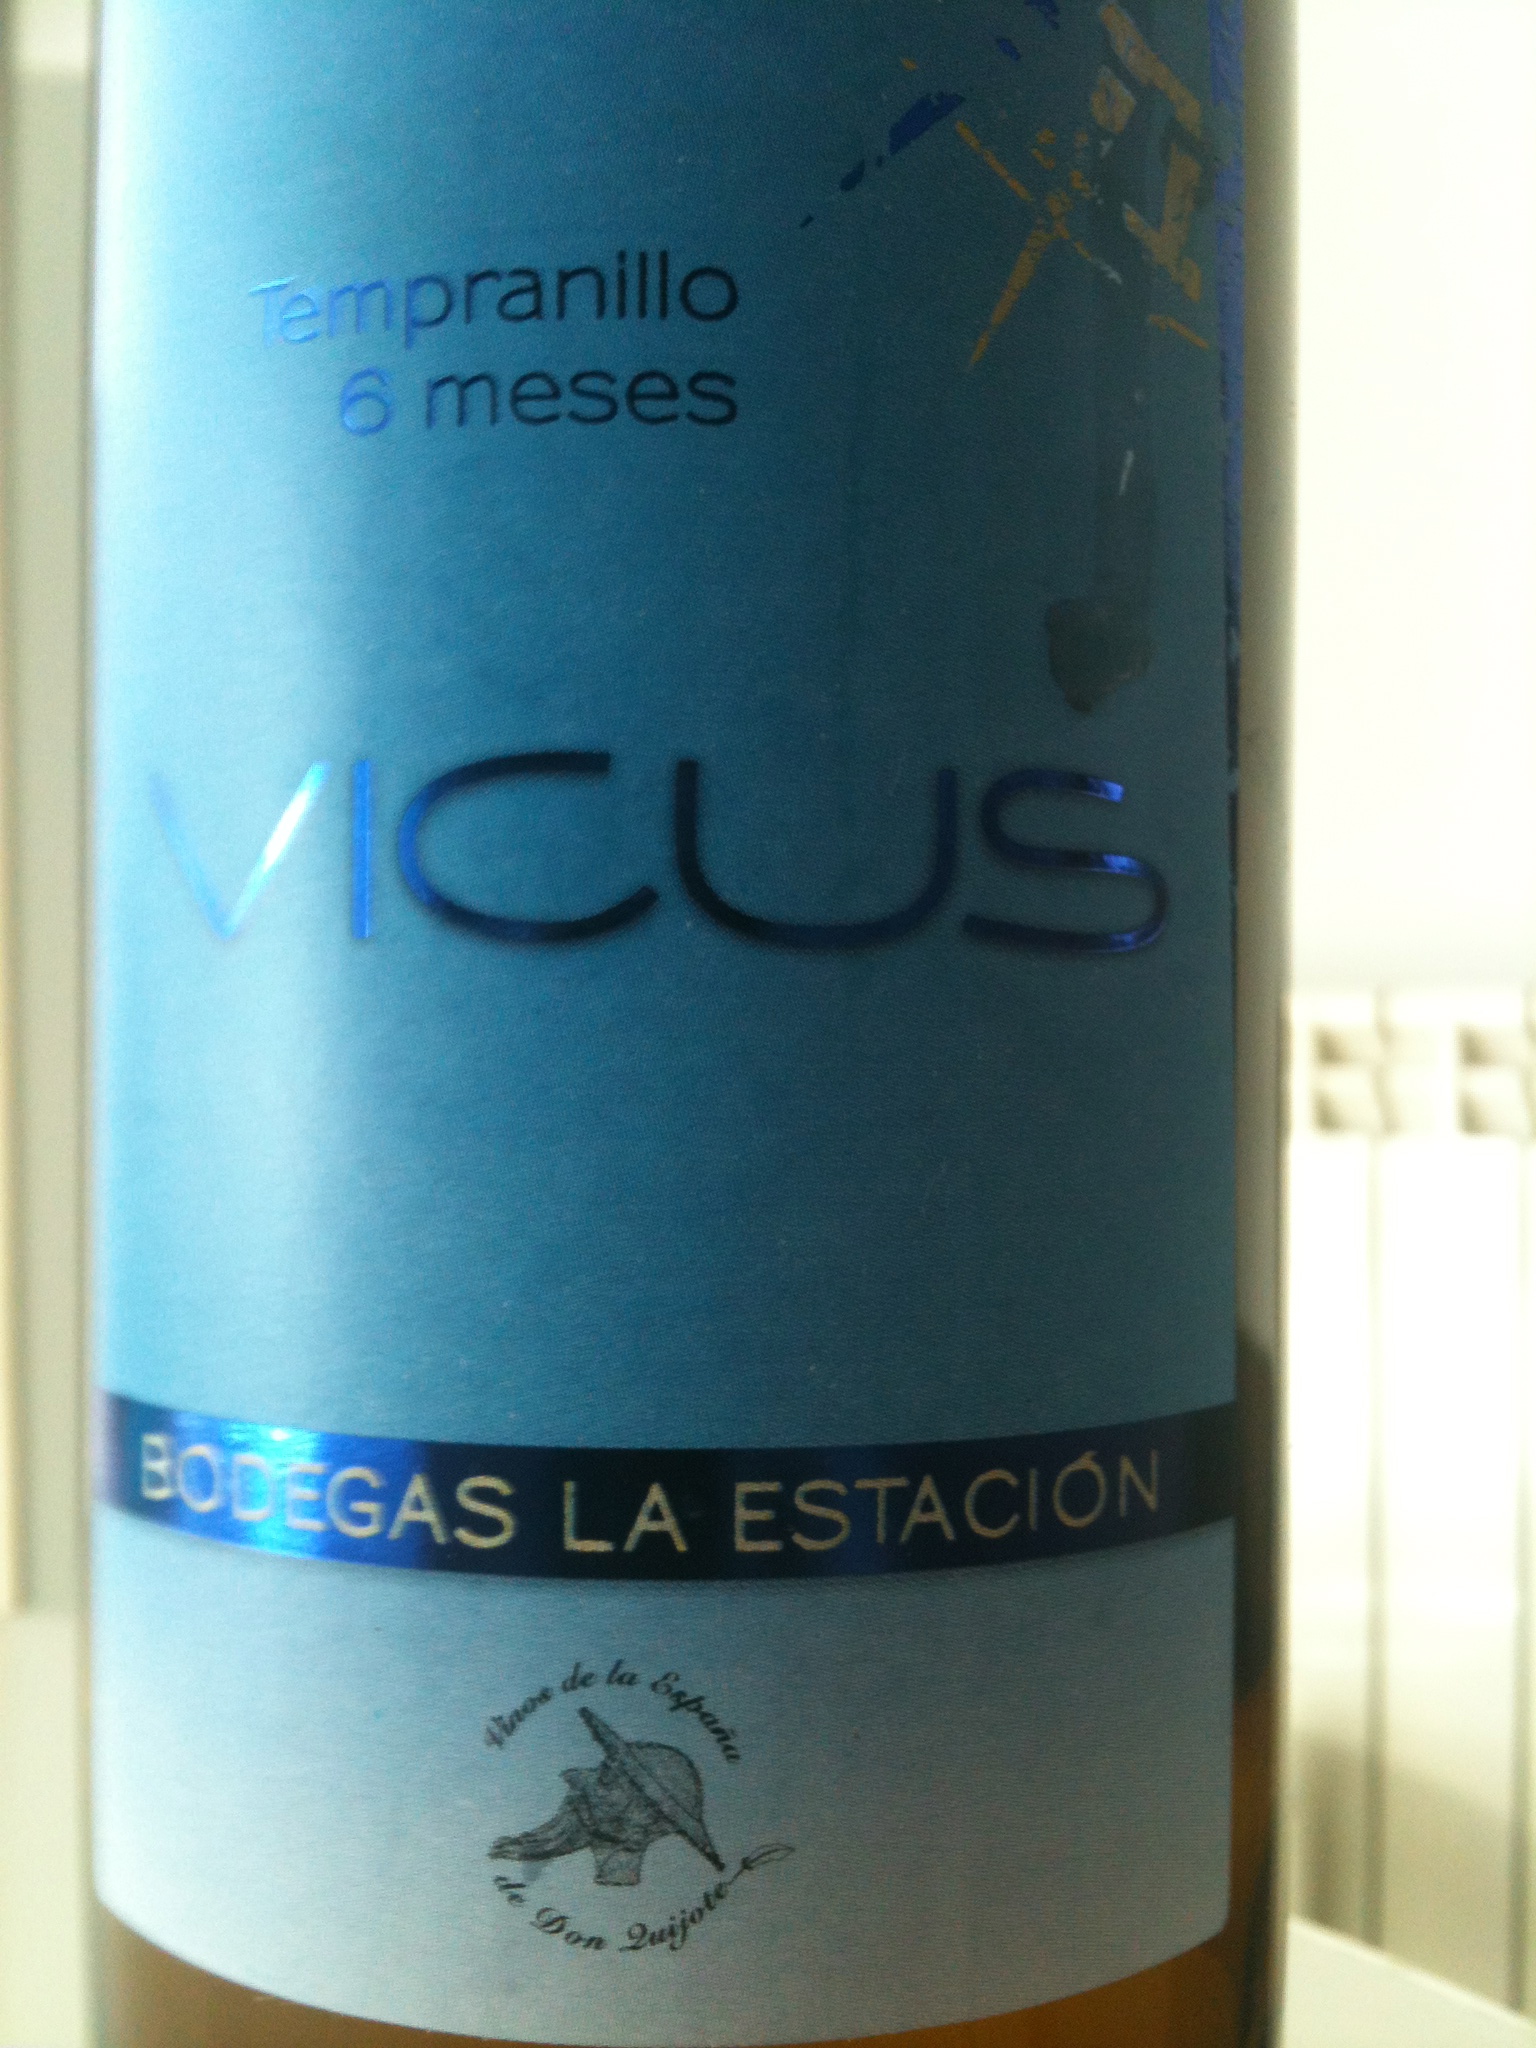 Tempranillo
6 meses
VICUS
BODEGAS LA ESTACIÓN
Vinos de la España
de Don Quijote